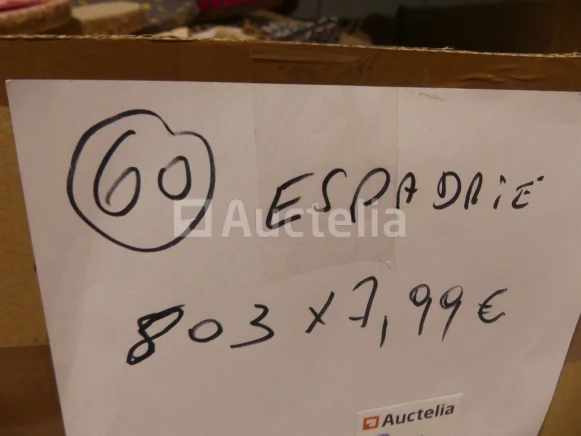 60 ESPADRIE
Auctelia
803 x 7,99 €
Auctelia